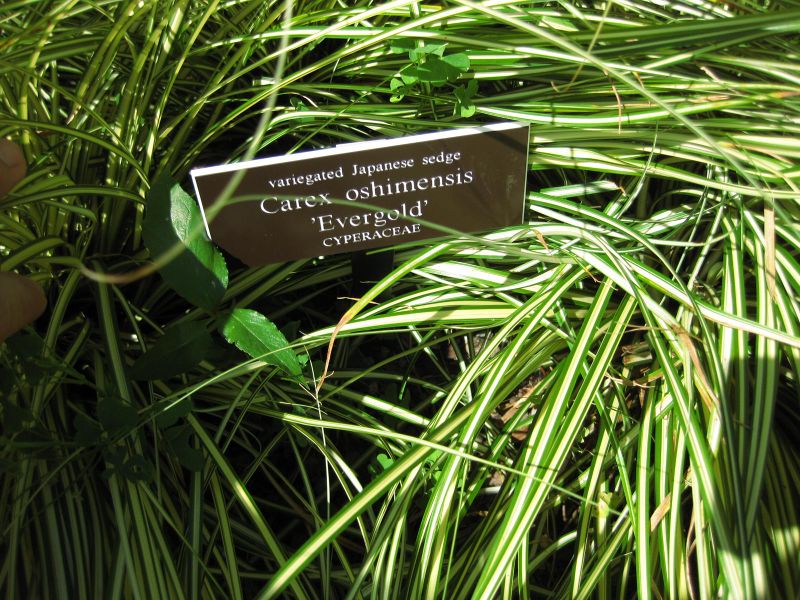 variegated Japanese sedge
Carex oshimensis
'Evergold'
CYPERACEAE